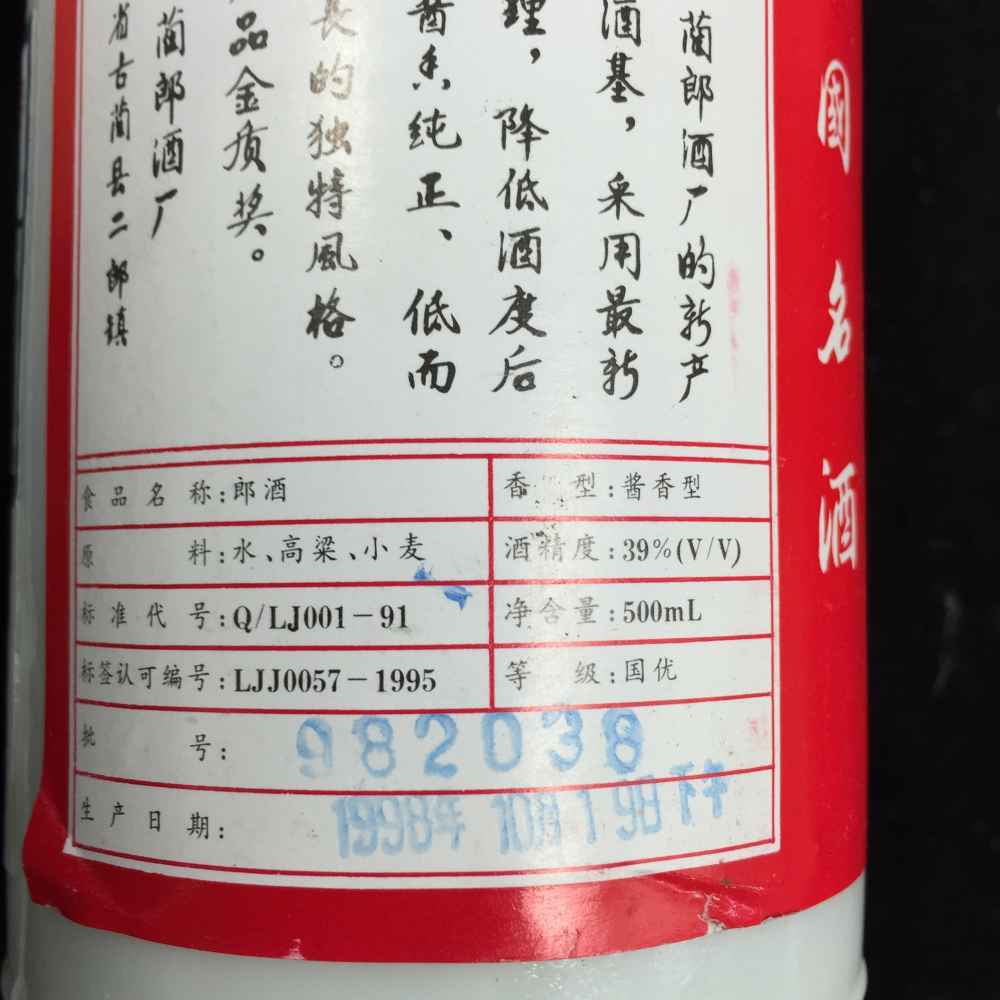 國名酒
蔺郎酒厂的新产
酒基，采用最新
理，降低酒度后
酱香纯正、低而
長的独特風格。
品金质奖。
蔺郎酒厂
省古蔺县二郎镇
食品名称:郎酒
香型:酱香型
原料:水、高粱、小麦
酒精度:39%(V/V)
标准代号:Q/LJ001-91
净含量:500mL
标签认可编号:LJJ0057-1995
等级:国优
批号: 982038
生产日期: 1998年10月19日下午